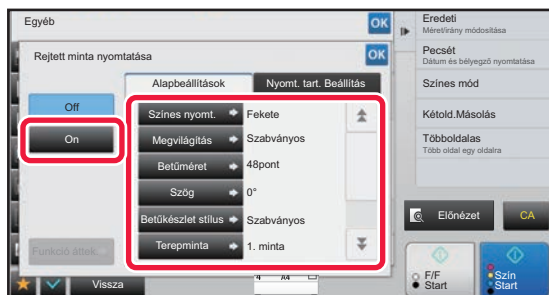 Egyéb
OK
Rejtett minta nyomtatása
OK
Alapbeállítások
Nyomt. tart. Beállítás
Off
On
Színes nyomt.
Fekete
Megvilágítás
Szabványos
Betűméret
48pont
Szög
0°
Betűkészlet stílus
Szabványos
Terepminta
1. minta
Funkció áttek.
Vissza
A4
Eredeti
Méret/irány módosítása
Pecsét
Dátum és bélyegző nyomtatása
Színes mód
Kétold.Másolás
Többoldalas
Több oldal egy oldalra
Előnézet
CA
F/F
Start
Szín
Start